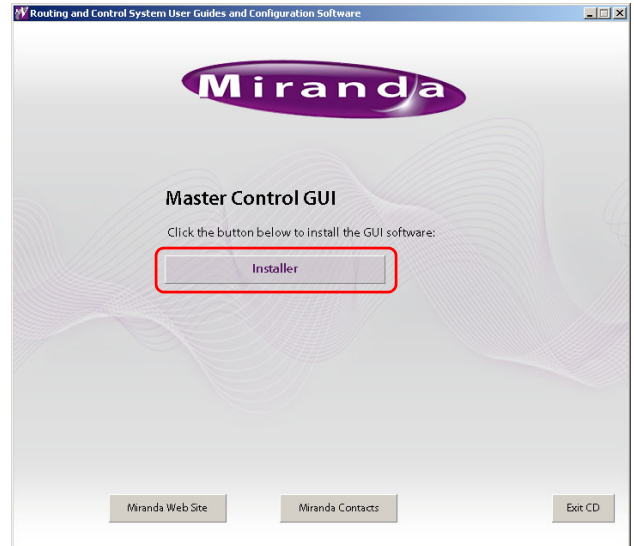 Routing and Control System User Guides and Configuration Software
Miranda
Master Control GUI
Click the button below to install the GUI software:
Installer
Miranda Web Site
Miranda Contacts
Exit CD